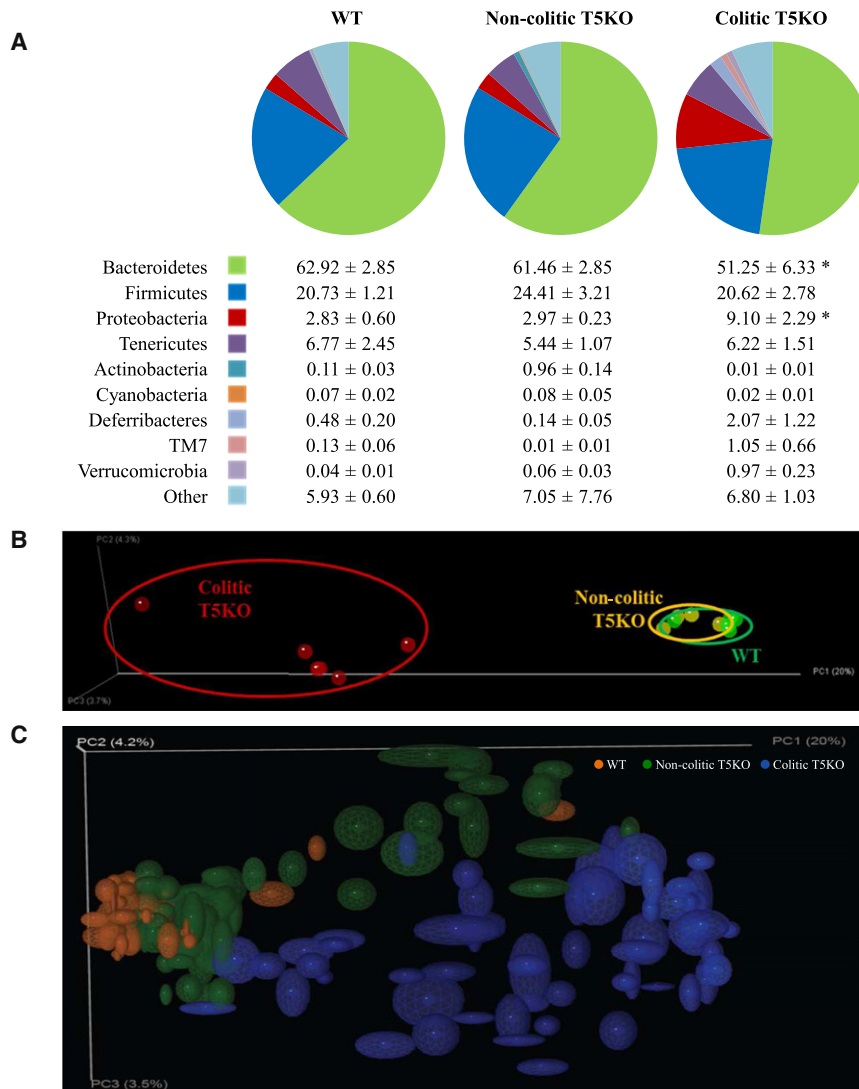 A
WT Non-colitic T5KO Colitic T5KO
Bacteroidetes 62.92 ± 2.85 61.46 ± 2.85 51.25 ± 6.33 *
Firmicutes 20.73 ± 1.21 24.41 ± 3.21 20.62 ± 2.78
Proteobacteria 2.83 ± 0.60 2.97 ± 0.23 9.10 ± 2.29 *
Tenericutes 6.77 ± 2.45 5.44 ± 1.07 6.22 ± 1.51
Actinobacteria 0.11 ± 0.03 0.96 ± 0.14 0.01 ± 0.01
Cyanobacteria 0.07 ± 0.02 0.08 ± 0.05 0.02 ± 0.01
Deferribacteres 0.48 ± 0.20 0.14 ± 0.05 2.07 ± 1.22
TM7 0.13 ± 0.06 0.01 ± 0.01 1.05 ± 0.66
Verrucomicrobia 0.04 ± 0.01 0.06 ± 0.03 0.97 ± 0.23
Other 5.93 ± 0.60 7.05 ± 7.76 6.80 ± 1.03
B
PC2 (4.3%)
Colitic
T5KO
Non-colitic
T5KO
WT
PC1 (20%)
PC3 (3.7%)
C
PC2 (4.2%)
PC1 (20%)
WT Non-colitic T5KO Colitic T5KO
PC3 (3.5%)